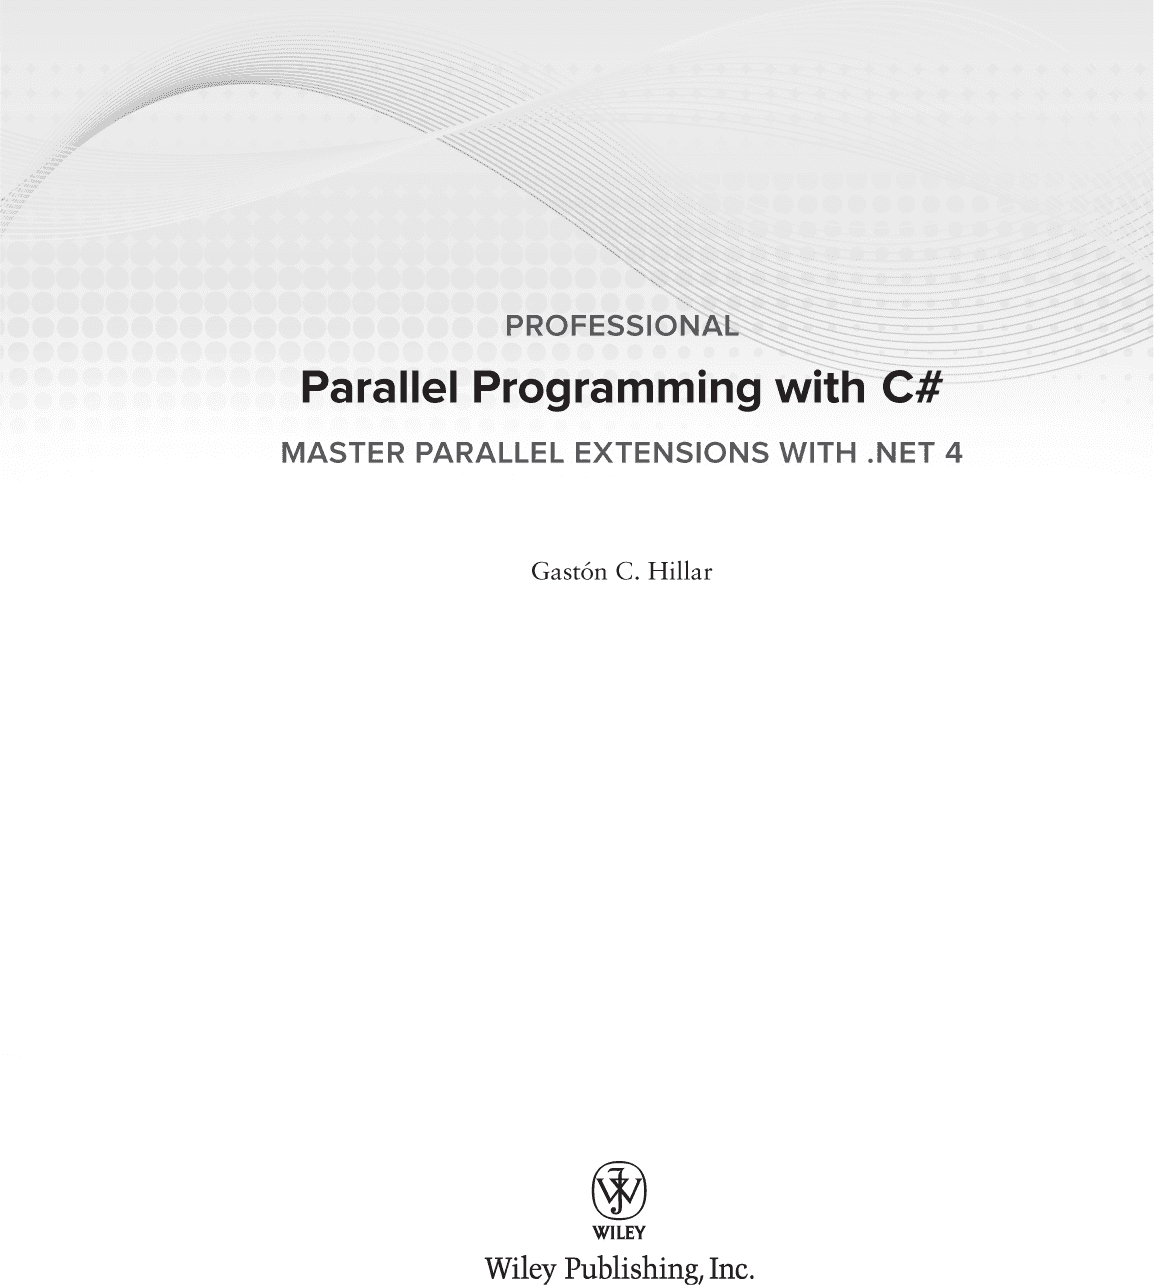 PROFESSIONAL
Parallel Programming with C#
MASTER PARALLEL EXTENSIONS WITH .NET 4
Gastón C. Hillar
WILEY
Wiley Publishing, Inc.